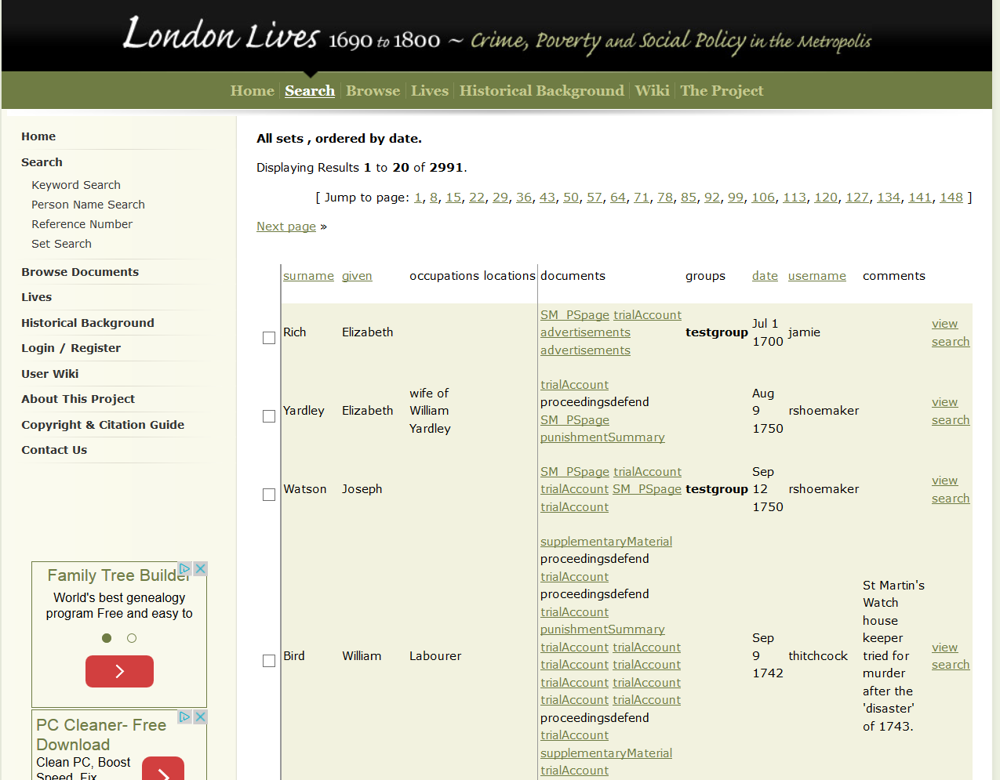 London Lives 1690 to 1800 ~ Crime, Poverty and Social Policy in the Metropolis
Home Search Browse Lives Historical Background Wiki The Project
Home
Search
Keyword Search
Person Name Search
Reference Number
Set Search
Browse Documents
Lives
Historical Background
Login / Register
User Wiki
About This Project
Copyright & Citation Guide
Contact Us
Family Tree Builder
World's best genealogy
program Free and easy to
PC Cleaner- Free
Download
Clean PC, Boost
Speed, Fix
All sets , ordered by date.
Displaying Results 1 to 20 of 2991.
[ Jump to page: 1, 8, 15, 22, 29, 36, 43, 50, 57, 64, 71, 78, 85, 92, 99, 106, 113, 120, 127, 134, 141, 148 ]
Next page »
surname given occupations locations documents groups date username comments
Rich Elizabeth
SM_PSpage trialAccount
advertisements
advertisements
testgroup
Jul 1
1700
jamie
view
search
Yardley Elizabeth
wife of
William
Yardley
trialAccount
proceedingsdefend
SM_PSpage
punishmentSummary
Aug
9
1750
rshoemaker
view
search
Watson Joseph
SM_PSpage trialAccount
trialAccount SM_PSpage
trialAccount
testgroup
Sep
12
1750
rshoemaker
view
search
Bird William Labourer
supplementaryMaterial
proceedingsdefend
trialAccount
proceedingsdefend
trialAccount
punishmentSummary
trialAccount trialAccount
trialAccount trialAccount
trialAccount trialAccount
trialAccount trialAccount
proceedingsdefend
trialAccount
supplementaryMaterial
trialAccount
Sep
9
1742
thitchcock
St Martin's
Watch
house
keeper
tried for
murder
after the
'disaster'
of 1743.
view
search